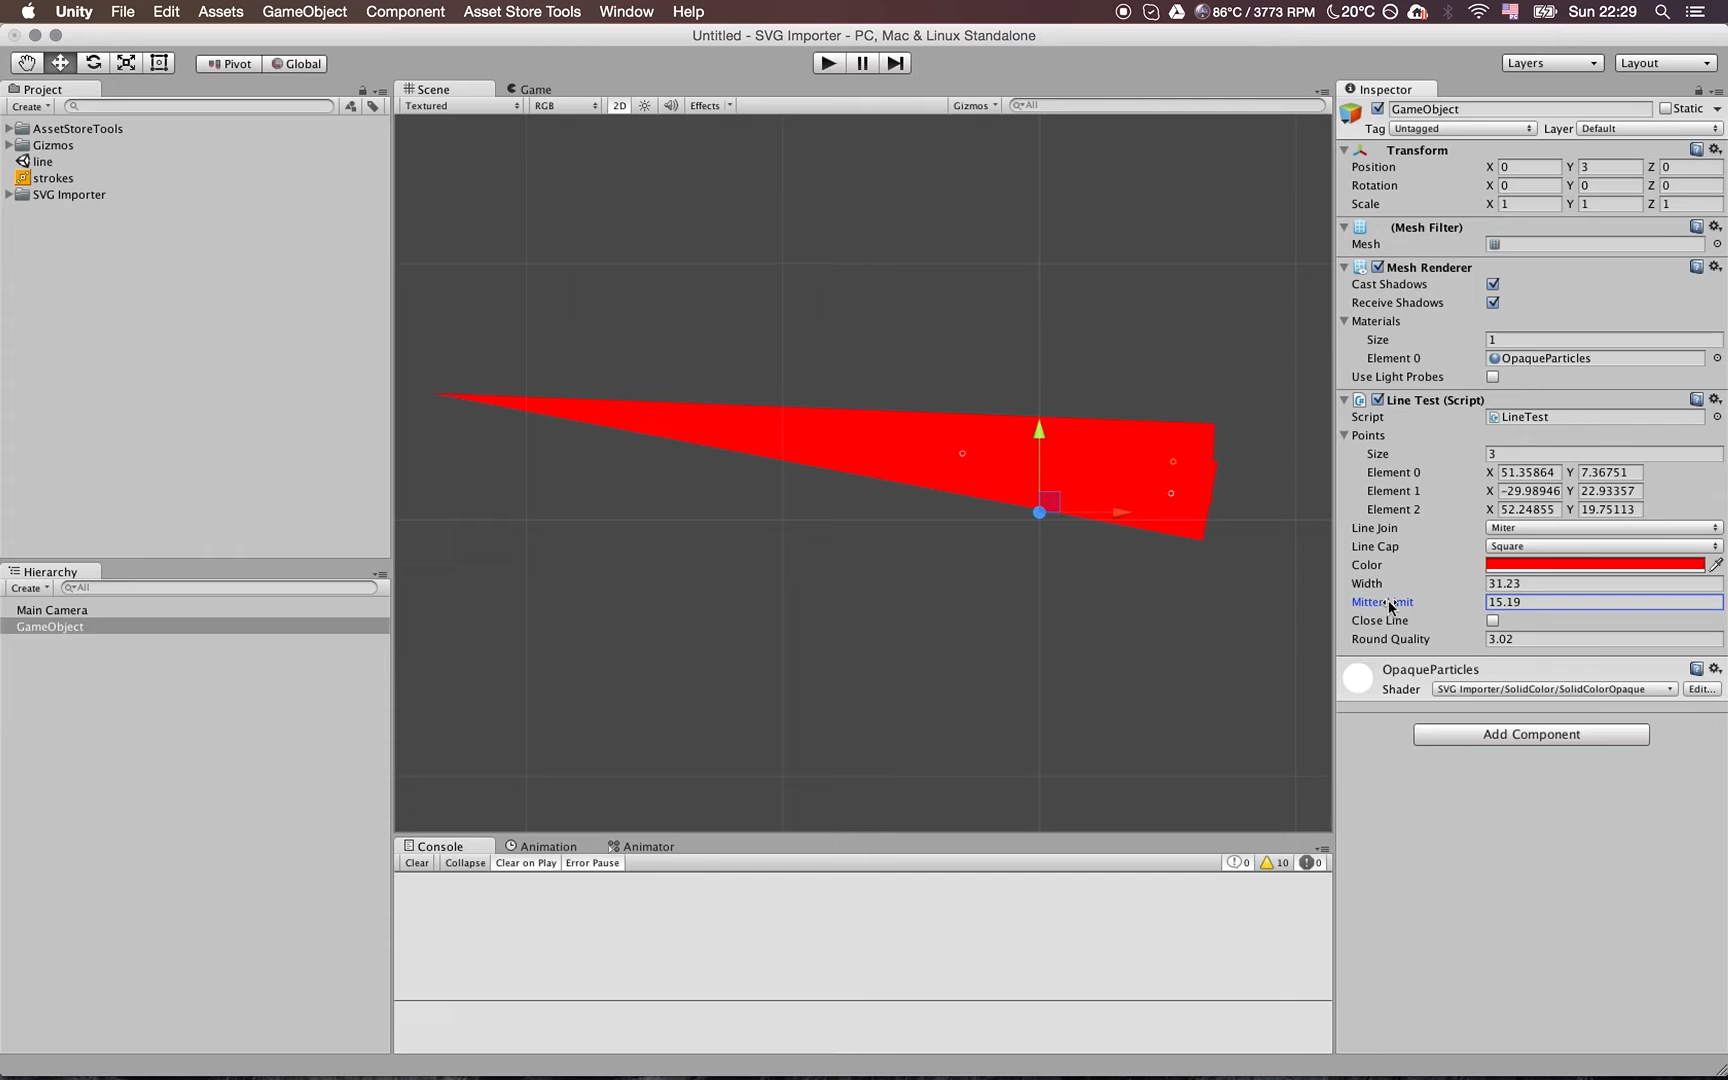 Unity File Edit Assets GameObject Component Asset Store Tools Window Help 86°C / 3773 RPM 20°C Sun 22:29
Untitled - SVG Importer - PC, Mac & Linux Standalone
Pivot Global Layers Layout
Project
Create
AssetStoreTools
Gizmos
line
strokes
SVG Importer
Hierarchy
Create All
Main Camera
GameObject
Scene Game
Textured RGB 2D Effects Gizmos All
Console Animation Animator
Clear Collapse Clear on Play Error Pause 0 10 0
Inspector
GameObject Static
Tag Untagged Layer Default
Transform
Position X 0 Y 3 Z 0
Rotation X 0 Y 0 Z 0
Scale X 1 Y 1 Z 1
(Mesh Filter)
Mesh
Mesh Renderer
Cast Shadows
Receive Shadows
Materials
Size 1
Element 0 OpaqueParticles
Use Light Probes
Line Test (Script)
Script LineTest
Points
Size 3
Element 0 X 51.35864 Y 7.36751
Element 1 X -29.98946 Y 22.93357
Element 2 X 52.24855 Y 19.75113
Line Join Miter
Line Cap Square
Color
Width 31.23
Mitter Limit 15.19
Close Line
Round Quality 3.02
OpaqueParticles
Shader SVG Importer/SolidColor/SolidColorOpaque Edit...
Add Component